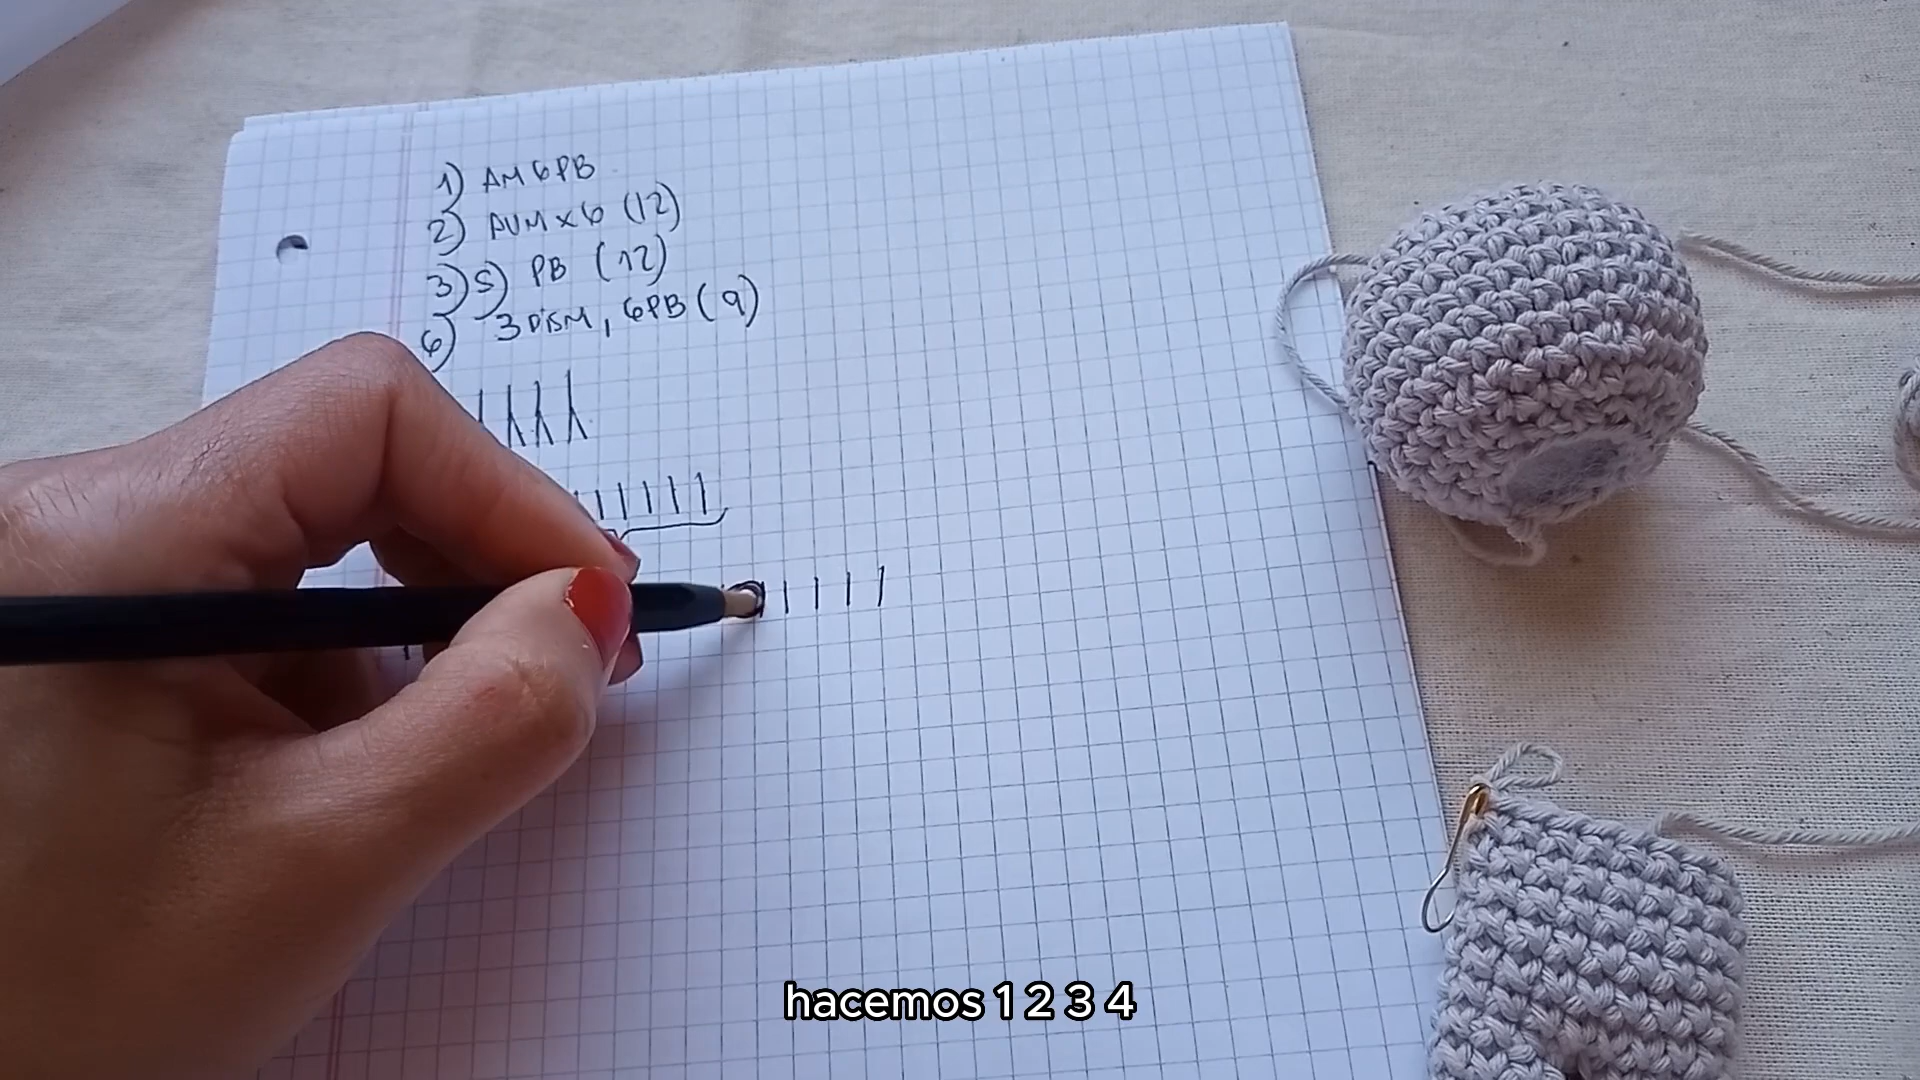 1) AM 6PB
2) AUM x 6 (12)
3) 5) PB (12)
6) 3 DISM, 6PB (9)
hacemos 1 2 3 4